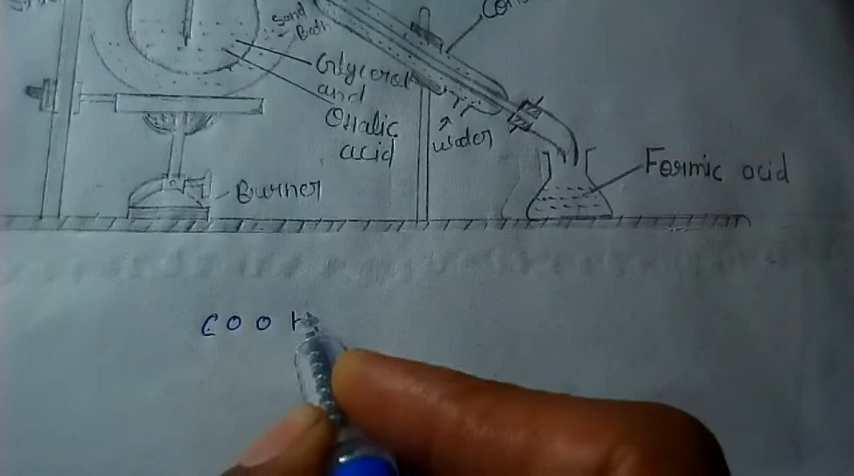 Sand
Bath
Glycerol
and
Oxalic
acid
water
Formic acid
Burner
COOH